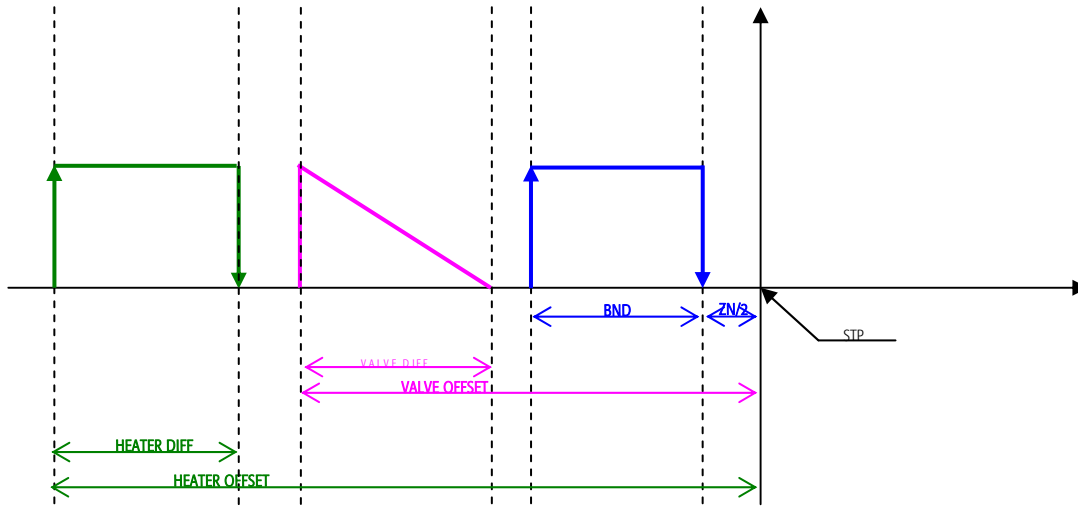 BND
ZN/2
STP
VALVE DIFF
VALVE OFFSET
HEATER DIFF
HEATER OFFSET